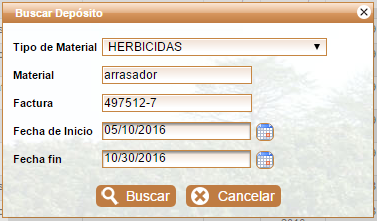 Buscar Depósito
Tipo de Material HERBICIDAS
Material arrasador
Factura 497512-7
Fecha de Inicio 05/10/2016
Fecha fin 10/30/2016
Buscar Cancelar